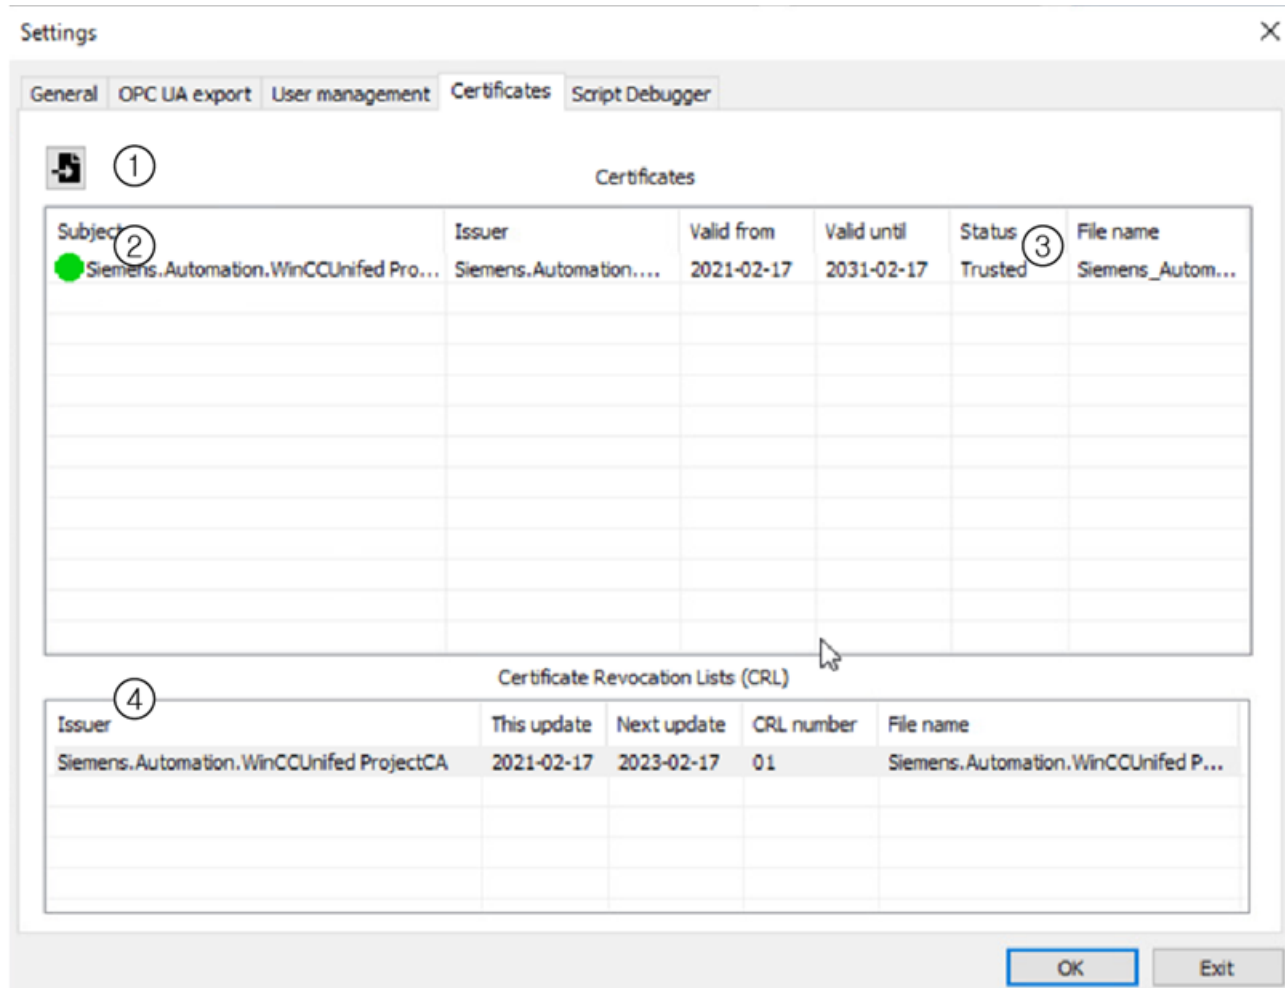 Settings
General OPC UA export User management Certificates Script Debugger
①
Certificates
Subject Issuer Valid from Valid until Status File name
② ③
Siemens.Automation.WinCCUnifed Pro... Siemens.Automation.... 2021-02-17 2031-02-17 Trusted Siemens_Autom...
Certificate Revocation Lists (CRL)
④
Issuer This update Next update CRL number File name
Siemens.Automation.WinCCUnifed ProjectCA 2021-02-17 2023-02-17 01 Siemens.Automation.WinCCUnifed P...
OK Exit